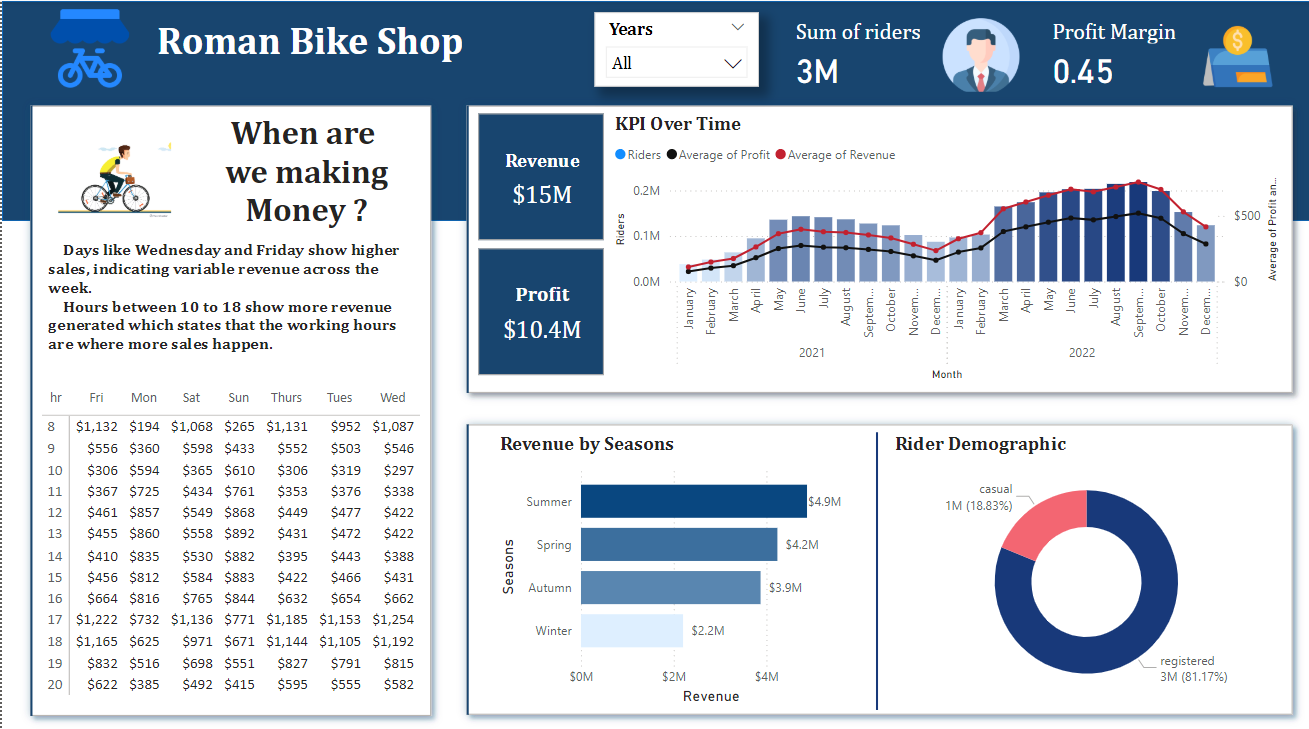 Roman Bike Shop
Years
All
Sum of riders
3M
Profit Margin
0.45
When are
we making
Money ?
Days like Wednesday and Friday show higher
sales, indicating variable revenue across the
week.
Hours between 10 to 18 show more revenue
generated which states that the working hours
are where more sales happen.
hr Fri Mon Sat Sun Thurs Tues Wed
8 $1,132 $194 $1,068 $265 $1,131 $952 $1,087
9 $556 $360 $598 $433 $552 $503 $546
10 $306 $594 $365 $610 $306 $319 $297
11 $367 $725 $434 $761 $353 $376 $338
12 $461 $857 $549 $868 $449 $477 $422
13 $455 $860 $558 $892 $431 $472 $422
14 $410 $835 $530 $882 $395 $443 $388
15 $456 $812 $584 $883 $422 $466 $431
16 $664 $816 $765 $844 $632 $654 $662
17 $1,222 $732 $1,136 $771 $1,185 $1,153 $1,254
18 $1,165 $625 $971 $671 $1,144 $1,105 $1,192
19 $832 $516 $698 $551 $827 $791 $815
20 $622 $385 $492 $415 $595 $555 $582
Revenue
$15M
Profit
$10.4M
KPI Over Time
Riders Average of Profit Average of Revenue
Riders
0.2M
0.1M
0.0M
$500
$0
Average of Profit an...
January February March April May June July August Septem... October Novem... Decem... January February March April May June July August Septem... October Novem... Decem...
2021 2022
Month
Revenue by Seasons
Seasons
Summer $4.9M
Spring $4.2M
Autumn $3.9M
Winter $2.2M
$0M $2M $4M
Revenue
Rider Demographic
casual
1M (18.83%)
registered
3M (81.17%)